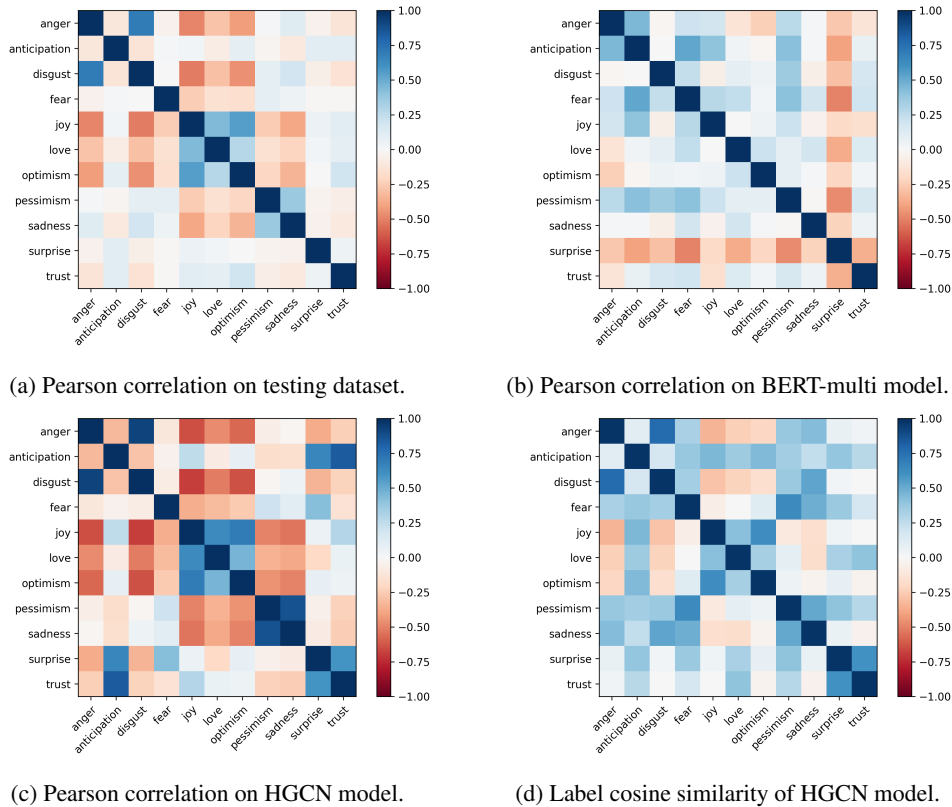 anger
anticipation
disgust
fear
joy
love
optimism
pessimism
sadness
surprise
trust
anger
anticipation
disgust
fear
joy
love
optimism
pessimism
sadness
surprise
trust
1.00
0.75
0.50
0.25
0.00
−0.25
−0.50
−0.75
−1.00
(a) Pearson correlation on testing dataset.
anger
anticipation
disgust
fear
joy
love
optimism
pessimism
sadness
surprise
trust
anger
anticipation
disgust
fear
joy
love
optimism
pessimism
sadness
surprise
trust
1.00
0.75
0.50
0.25
0.00
−0.25
−0.50
−0.75
−1.00
(b) Pearson correlation on BERT-multi model.
anger
anticipation
disgust
fear
joy
love
optimism
pessimism
sadness
surprise
trust
anger
anticipation
disgust
fear
joy
love
optimism
pessimism
sadness
surprise
trust
1.00
0.75
0.50
0.25
0.00
−0.25
−0.50
−0.75
−1.00
(c) Pearson correlation on HGCN model.
anger
anticipation
disgust
fear
joy
love
optimism
pessimism
sadness
surprise
trust
anger
anticipation
disgust
fear
joy
love
optimism
pessimism
sadness
surprise
trust
1.00
0.75
0.50
0.25
0.00
−0.25
−0.50
−0.75
−1.00
(d) Label cosine similarity of HGCN model.